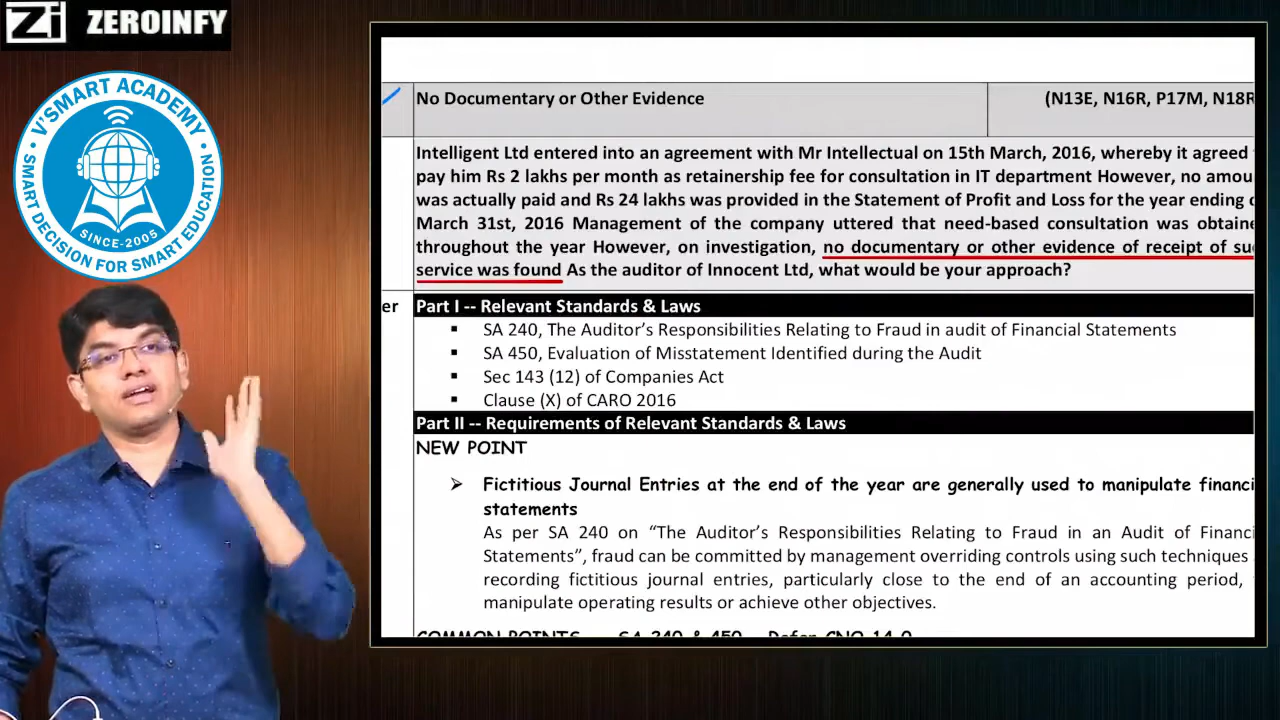 Zi ZEROINFY
V'SMART ACADEMY
SMART DECISION FOR SMART EDUCATION
SINCE-2005
No Documentary or Other Evidence (N13E, N16R, P17M, N18R
Intelligent Ltd entered into an agreement with Mr Intellectual on 15th March, 2016, whereby it agreed
pay him Rs 2 lakhs per month as retainership fee for consultation in IT department However, no amou
was actually paid and Rs 24 lakhs was provided in the Statement of Profit and Loss for the year ending
March 31st, 2016 Management of the company uttered that need-based consultation was obtaine
throughout the year However, on investigation, no documentary or other evidence of receipt of su
service was found As the auditor of Innocent Ltd, what would be your approach?
er Part I -- Relevant Standards & Laws
▪ SA 240, The Auditor's Responsibilities Relating to Fraud in audit of Financial Statements
▪ SA 450, Evaluation of Misstatement Identified during the Audit
▪ Sec 143 (12) of Companies Act
▪ Clause (X) of CARO 2016
Part II -- Requirements of Relevant Standards & Laws
NEW POINT
➢ Fictitious Journal Entries at the end of the year are generally used to manipulate financi
statements
As per SA 240 on “The Auditor's Responsibilities Relating to Fraud in an Audit of Financi
Statements”, fraud can be committed by management overriding controls using such techniques
recording fictitious journal entries, particularly close to the end of an accounting period,
manipulate operating results or achieve other objectives.
COMMON POINTS SA 240 & 450